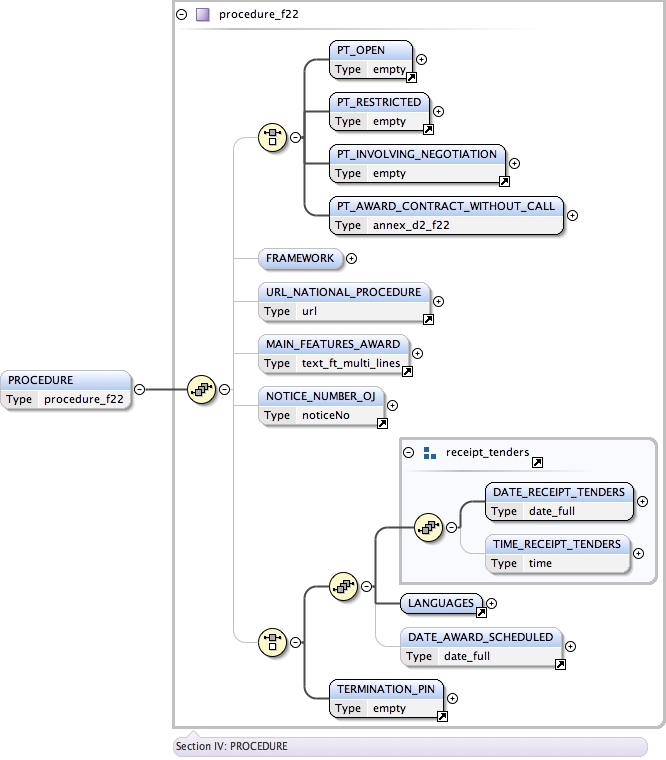 procedure_f22
PT_OPEN
Type empty
PT_RESTRICTED
Type empty
PT_INVOLVING_NEGOTIATION
Type empty
PT_AWARD_CONTRACT_WITHOUT_CALL
Type annex_d2_f22
FRAMEWORK
URL_NATIONAL_PROCEDURE
Type url
MAIN_FEATURES_AWARD
Type text_ft_multi_lines
PROCEDURE
Type procedure_f22
NOTICE_NUMBER_OJ
Type noticeNo
receipt_tenders
DATE_RECEIPT_TENDERS
Type date_full
TIME_RECEIPT_TENDERS
Type time
LANGUAGES
DATE_AWARD_SCHEDULED
Type date_full
TERMINATION_PIN
Type empty
Section IV: PROCEDURE